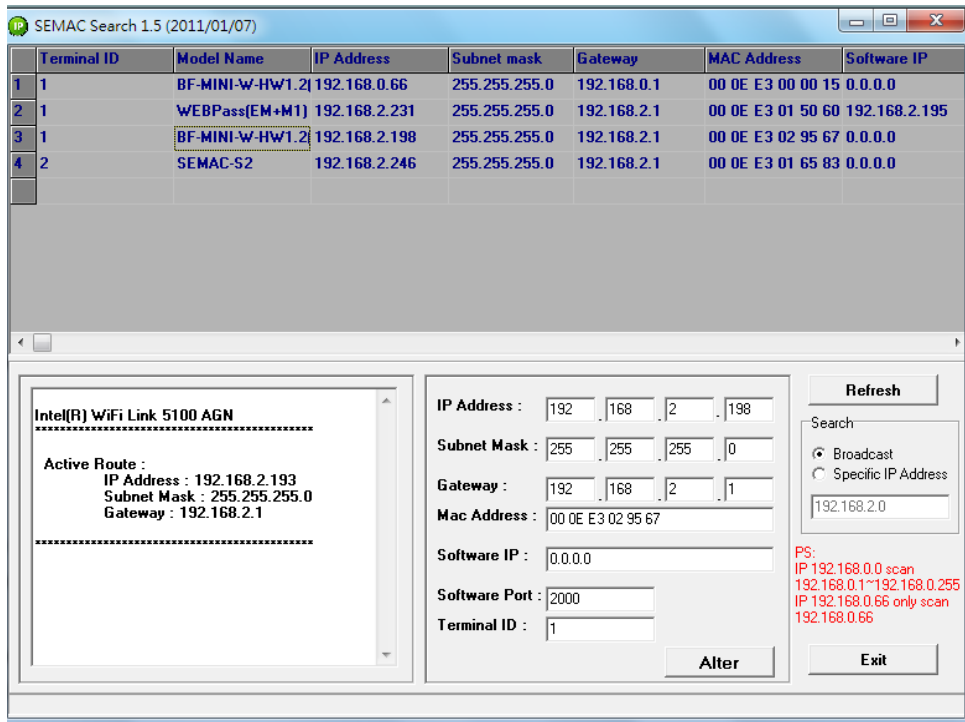 SEMAC Search 1.5 (2011/01/07)
Terminal ID Model Name IP Address Subnet mask Gateway MAC Address Software IP
1 1 BF-MINI-W-HW1.2( 192.168.0.66 255.255.255.0 192.168.0.1 00 0E E3 00 00 15 0.0.0.0
2 1 WEBPass(EM+M1) 192.168.2.231 255.255.255.0 192.168.2.1 00 0E E3 01 50 60 192.168.2.195
3 1 BF-MINI-W-HW1.2( 192.168.2.198 255.255.255.0 192.168.2.1 00 0E E3 02 95 67 0.0.0.0
4 2 SEMAC-S2 192.168.2.246 255.255.255.0 192.168.2.1 00 0E E3 01 65 83 0.0.0.0
Intel(R) WiFi Link 5100 AGN
**********************************************
Active Route :
IP Address : 192.168.2.193
Subnet Mask : 255.255.255.0
Gateway : 192.168.2.1
**********************************************
IP Address : 192 . 168 . 2 . 198
Subnet Mask : 255 . 255 . 255 . 0
Gateway : 192 . 168 . 2 . 1
Mac Address : 00 0E E3 02 95 67
Software IP : 0.0.0.0
Software Port : 2000
Terminal ID : 1
Alter
Refresh
Search
Broadcast
Specific IP Address
192.168.2.0
PS:
IP 192.168.0.0 scan
192.168.0.1~192.168.0.255
IP 192.168.0.66 only scan
192.168.0.66
Exit